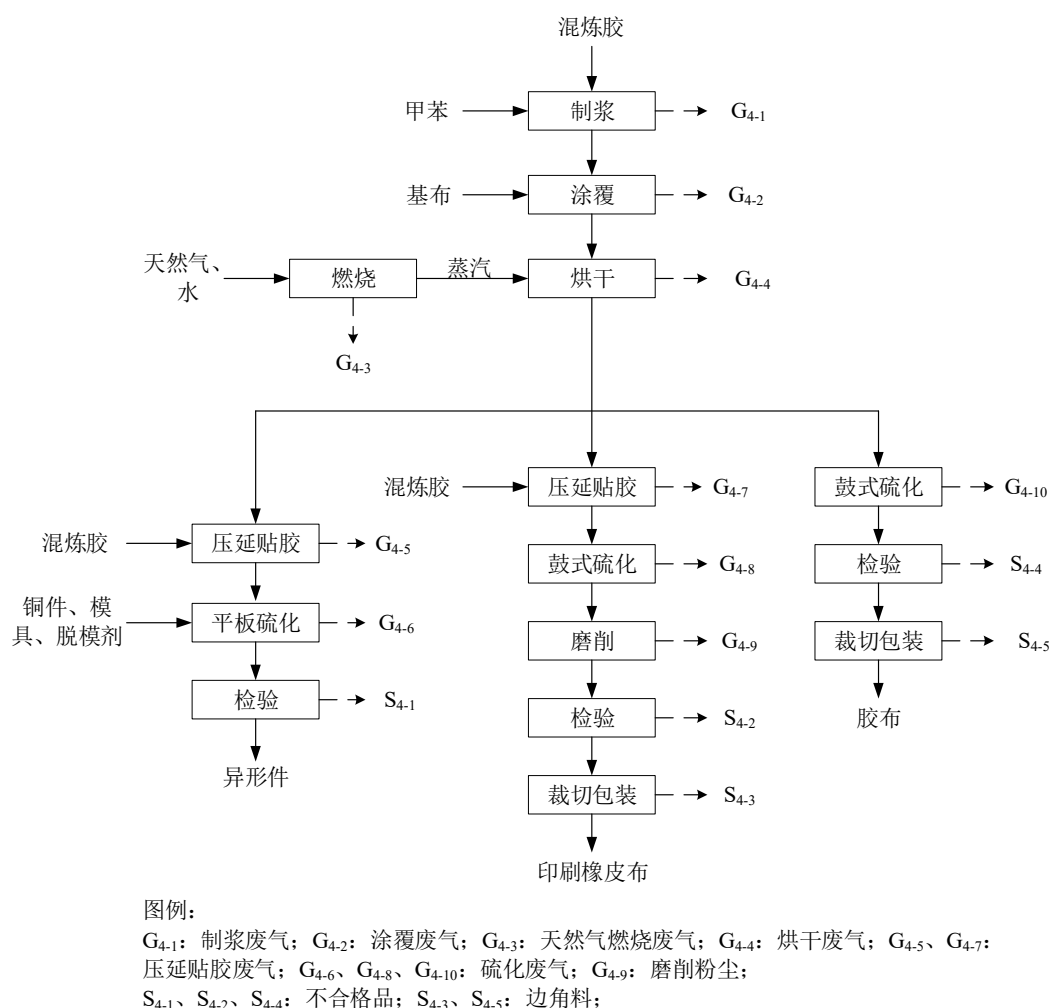 混炼胶
甲苯
制浆
G4-1
基布
涂覆
G4-2
天然气、
水
燃烧
蒸汽
烘干
G4-4
G4-3
混炼胶
压延贴胶
G4-5
铜件、模
具、脱模剂
平板硫化
G4-6
检验
S4-1
异形件
混炼胶
压延贴胶
G4-7
鼓式硫化
G4-8
磨削
G4-9
检验
S4-2
裁切包装
S4-3
印刷橡皮布
鼓式硫化
G4-10
检验
S4-4
裁切包装
S4-5
胶布
图例：
G4-1：制浆废气；G4-2：涂覆废气；G4-3：天然气燃烧废气；G4-4：烘干废气；G4-5、G4-7：
压延贴胶废气；G4-6、G4-8、G4-10：硫化废气；G4-9：磨削粉尘；
S4-1、S4-2、S4-4：不合格品；S4-3、S4-5：边角料；